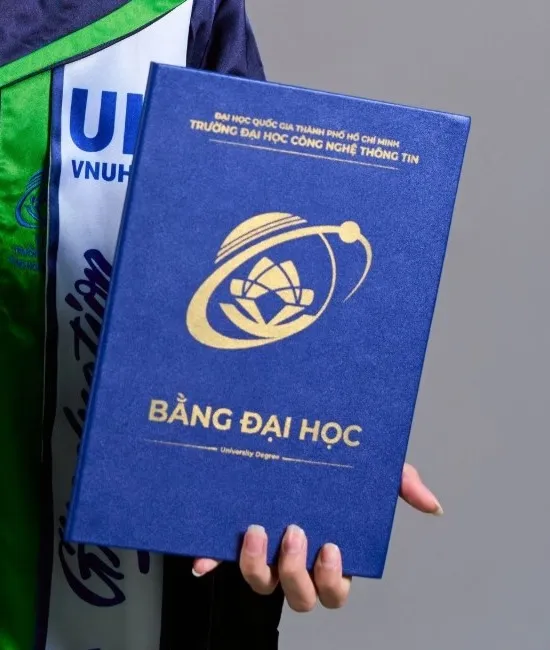 ĐẠI HỌC QUỐC GIA THÀNH PHỐ HỒ CHÍ MINH
TRƯỜNG ĐẠI HỌC CÔNG NGHỆ THÔNG TIN
BẰNG ĐẠI HỌC
University Degree
VNUH
Graduation